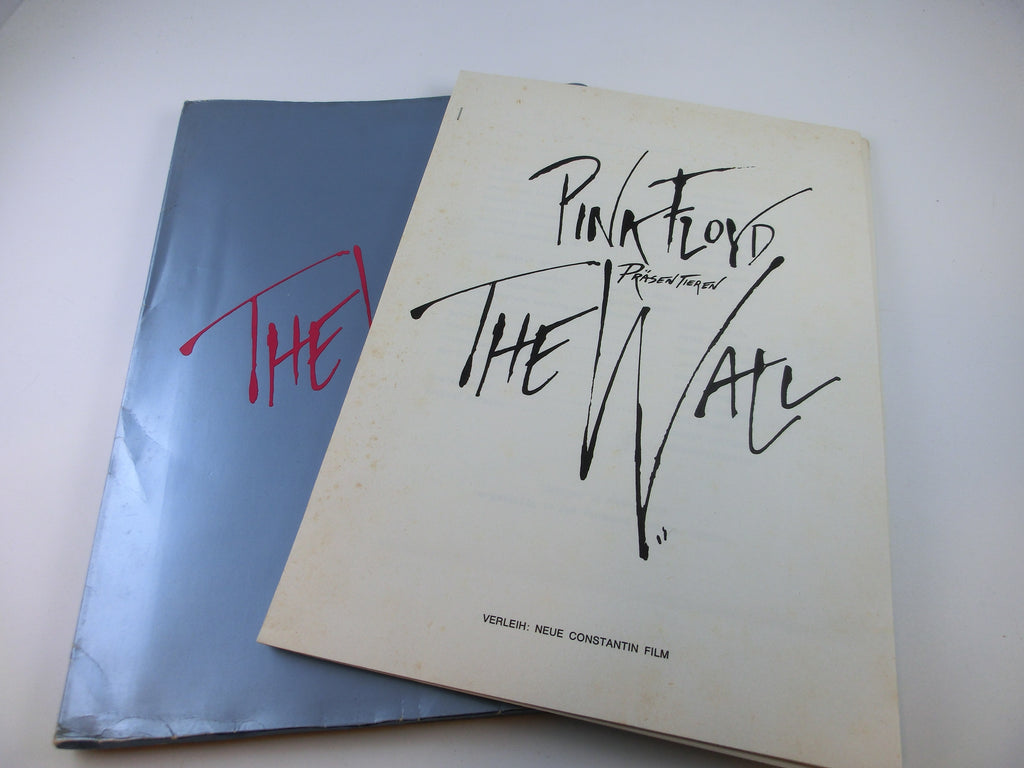 THE
PINK FLOYD
PRÄSENTIEREN
THE WALL
VERLEIH: NEUE CONSTANTIN FILM